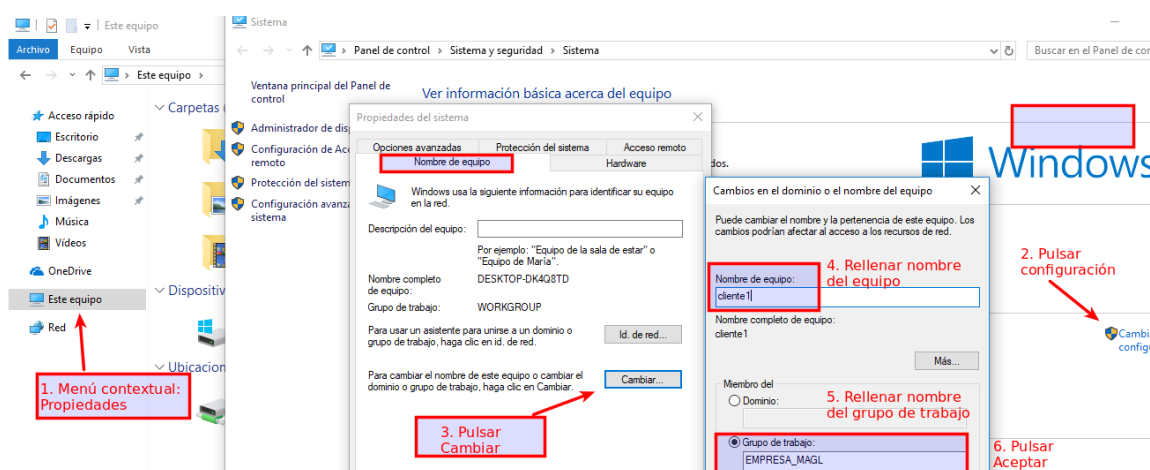 Este equipo
Archivo Equipo Vista
Este equipo
Acceso rápido
Escritorio
Descargas
Documentos
Imágenes
Música
Vídeos
OneDrive
Este equipo
Red
Carpetas
Dispositiv
Ubicacion
1. Menú contextual:
Propiedades
Sistema
Panel de control › Sistema y seguridad › Sistema
Buscar en el Panel de con
Ventana principal del Panel de
control
Administrador de dis
Configuración de Acc
remoto
Protección del sistem
Configuración avanza
sistema
Ver información básica acerca del equipo
dos.
Windows
2. Pulsar
configuración
Cambi
configu
Propiedades del sistema
Opciones avanzadas Protección del sistema Acceso remoto
Nombre de equipo Hardware
Windows usa la siguiente información para identificar su equipo
en la red.
Descripción del equipo:
Por ejemplo: "Equipo de la sala de estar" o
"Equipo de María".
Nombre completo
de equipo:
DESKTOP-DK4Q8TD
Grupo de trabajo: WORKGROUP
Para usar un asistente para unirse a un dominio o
grupo de trabajo, haga clic en id. de red.
Id. de red...
Para cambiar el nombre de este equipo o cambiar el
dominio o grupo de trabajo, haga clic en Cambiar.
Cambiar...
3. Pulsar
Cambiar
Cambios en el dominio o el nombre del equipo
Puede cambiar el nombre y la pertenencia de este equipo. Los
cambios podrían afectar al acceso a los recursos de red.
4. Rellenar nombre
del equipo
Nombre de equipo:
cliente1
Nombre completo de equipo:
cliente1
Más...
Miembro del
Dominio:
5. Rellenar nombre
del grupo de trabajo
Grupo de trabajo:
EMPRESA_MAGL
6. Pulsar
Aceptar